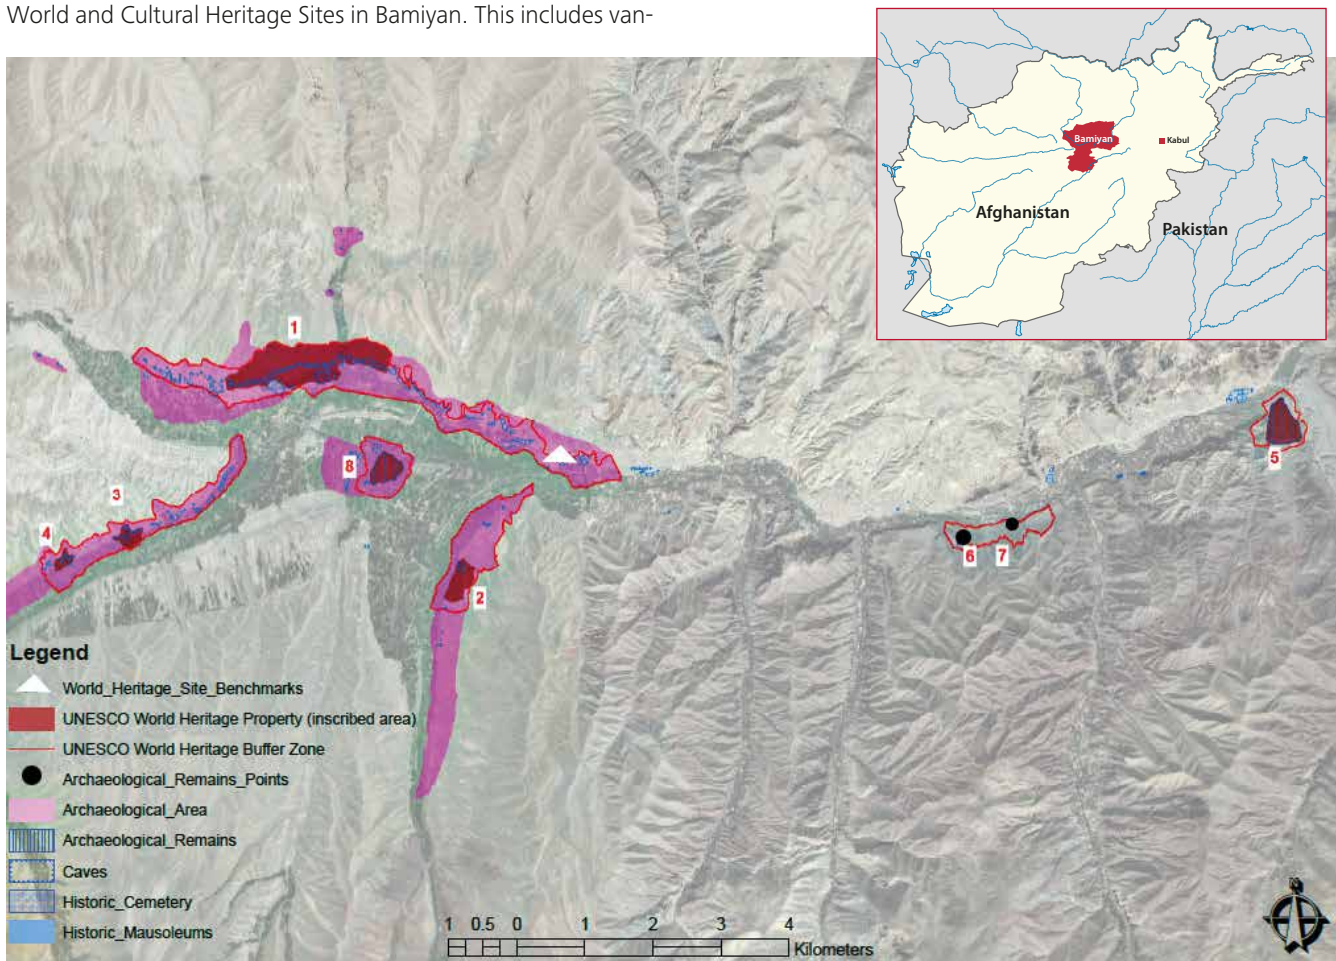 World and Cultural Heritage Sites in Bamiyan. This includes van-
Bamiyan
Kabul
Afghanistan
Pakistan
1
8
3
4
2
5
6
7
Legend
World_Heritage_Site_Benchmarks
UNESCO World Heritage Property (inscribed area)
UNESCO World Heritage Buffer Zone
Archaeological_Remains_Points
Archaeological_Area
Archaeological_Remains
Caves
Historic_Cemetery
Historic_Mausoleums
1 0.5 0 1 2 3 4
Kilometers